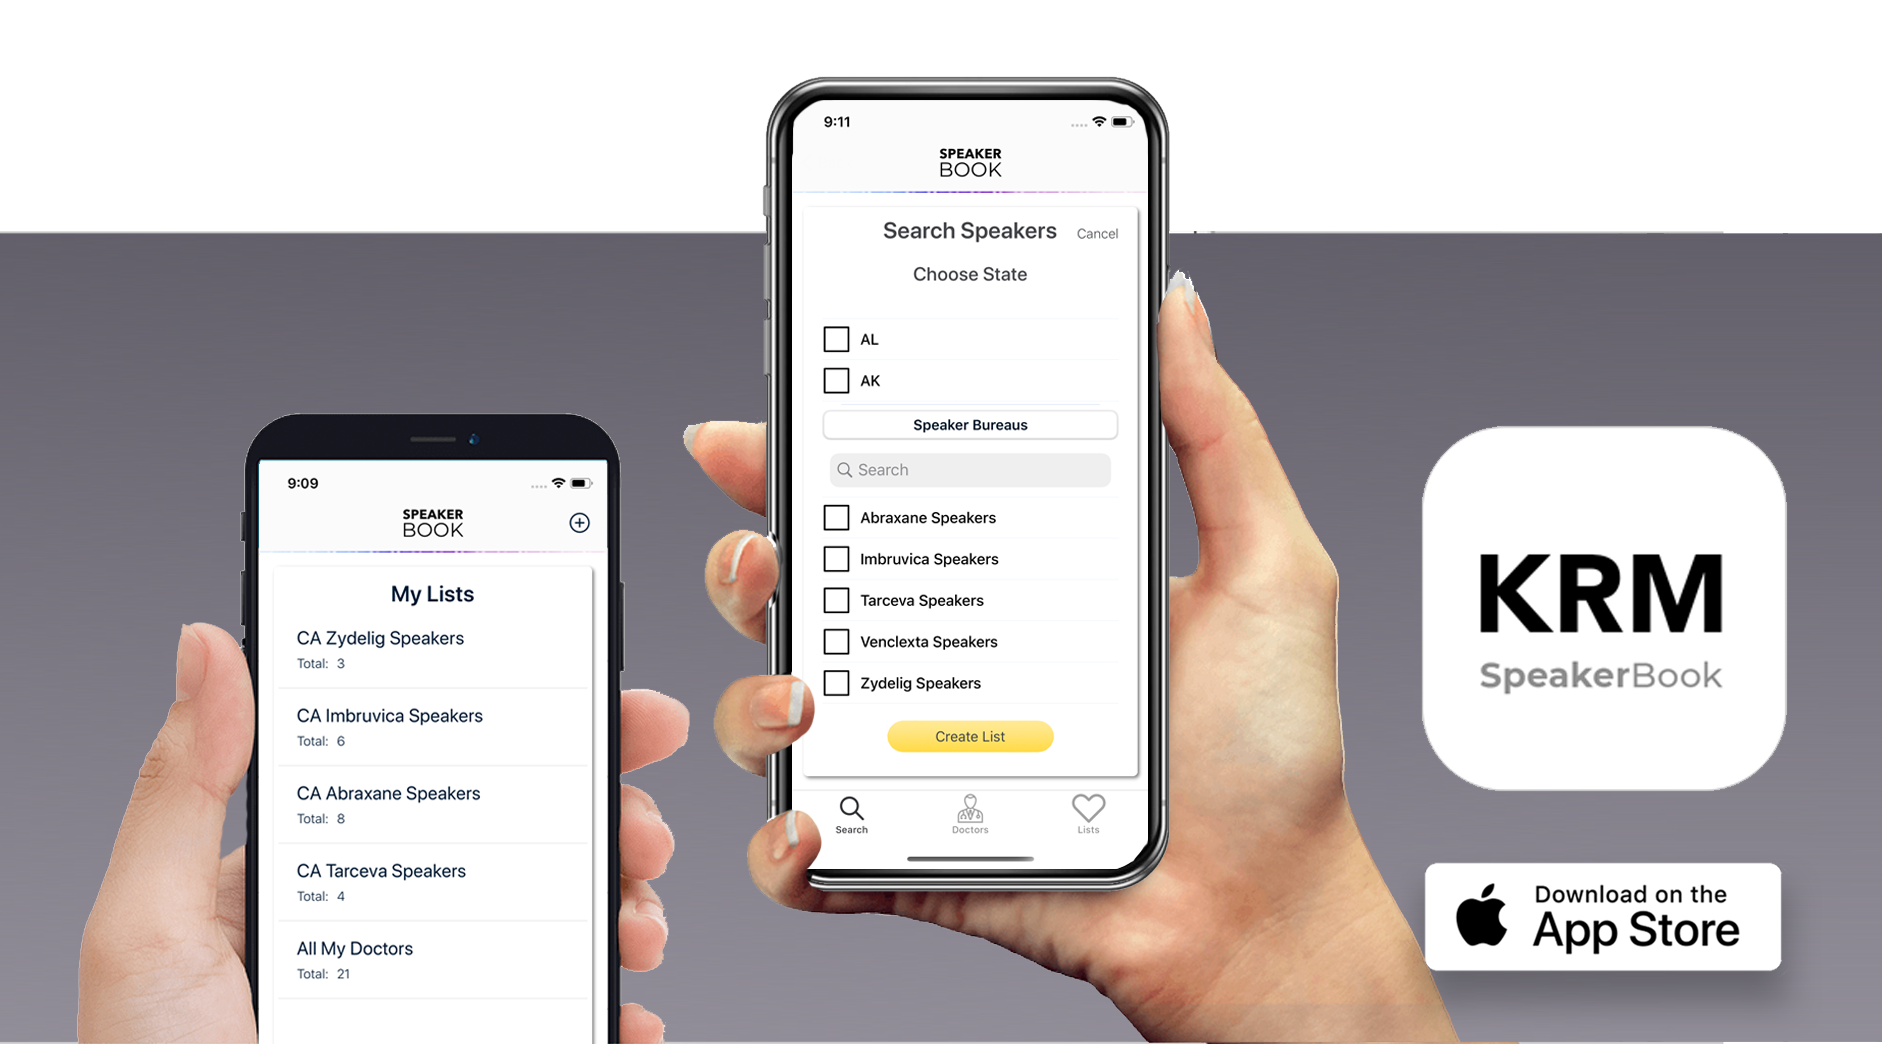 9:11
SPEAKER
BOOK
Search Speakers
Cancel
Choose State
AL
AK
Speaker Bureaus
Search
Abraxane Speakers
Imbruvica Speakers
Tarceva Speakers
Venclexta Speakers
Zydelig Speakers
Create List
Search
Doctors
Lists
9:09
SPEAKER
BOOK
My Lists
CA Zydelig Speakers
Total: 3
CA Imbruvica Speakers
Total: 6
CA Abraxane Speakers
Total: 8
CA Tarceva Speakers
Total: 4
All My Doctors
Total: 21
KRM
SpeakerBook
Download on the
App Store